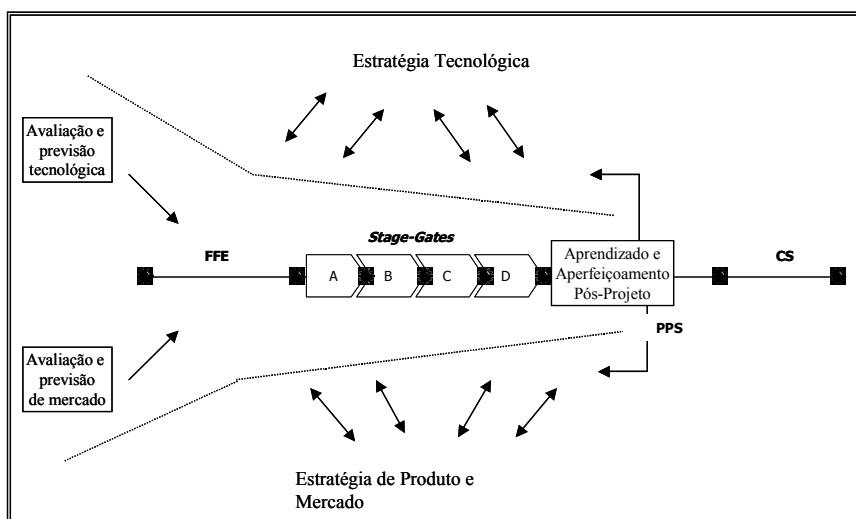 Estratégia Tecnológica
Avaliação e
previsão
tecnológica
Stage-Gates
FFE
A
B
C
D
Aprendizado e
Aperfeiçoamento
Pós-Projeto
CS
PPS
Avaliação e
previsão
de mercado
Estratégia de Produto e
Mercado